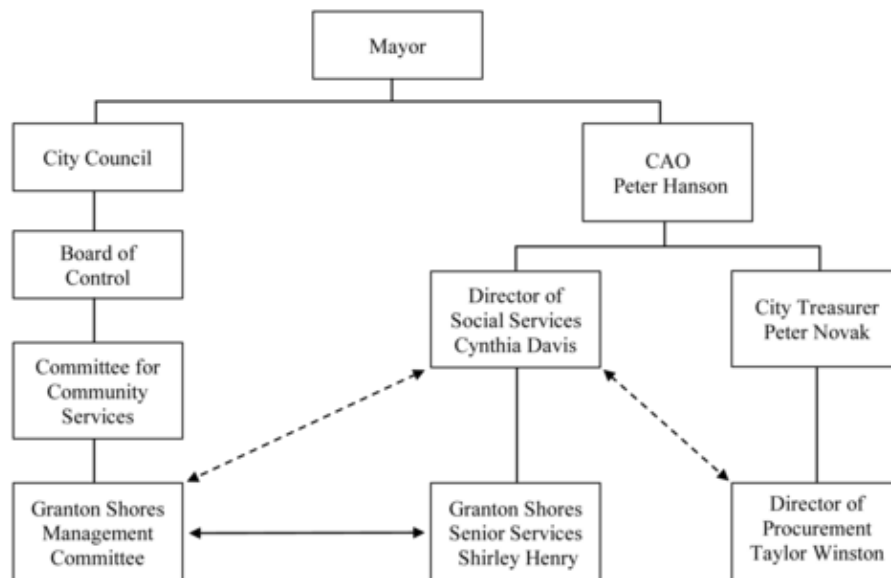 Mayor
City Council
CAO
Peter Hanson
Board of
Control
Director of
Social Services
Cynthia Davis
City Treasurer
Peter Novak
Committee for
Community
Services
Granton Shores
Management
Committee
Granton Shores
Senior Services
Shirley Henry
Director of
Procurement
Taylor Winston